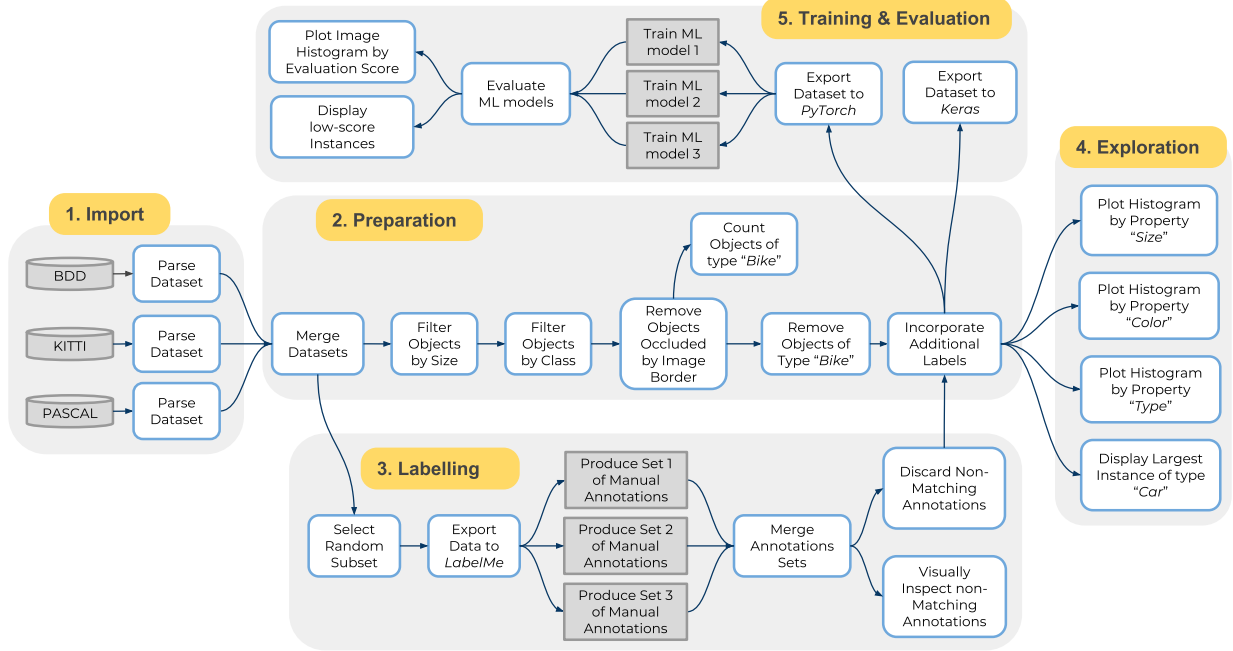 5. Training & Evaluation
Plot Image
Histogram by
Evaluation Score
Display
low-score
Instances
Evaluate
ML models
Train ML
model 1
Train ML
model 2
Train ML
model 3
Export
Dataset to
PyTorch
Export
Dataset to
Keras
1. Import
BDD
Parse
Dataset
KITTI
Parse
Dataset
PASCAL
Parse
Dataset
2. Preparation
Merge
Datasets
Filter
Objects
by Size
Filter
Objects
by Class
Remove
Objects
Occluded
by Image
Border
Count
Objects of
type “Bike”
Remove
Objects of
Type “Bike”
Incorporate
Additional
Labels
3. Labelling
Select
Random
Subset
Export
Data to
LabelMe
Produce Set 1
of Manual
Annotations
Produce Set 2
of Manual
Annotations
Produce Set 3
of Manual
Annotations
Merge
Annotations
Sets
Discard Non-
Matching
Annotations
Visually
Inspect non-
Matching
Annotations
4. Exploration
Plot Histogram
by Property
“Size”
Plot Histogram
by Property
“Color”
Plot Histogram
by Property
“Type”
Display Largest
Instance of type
“Car”